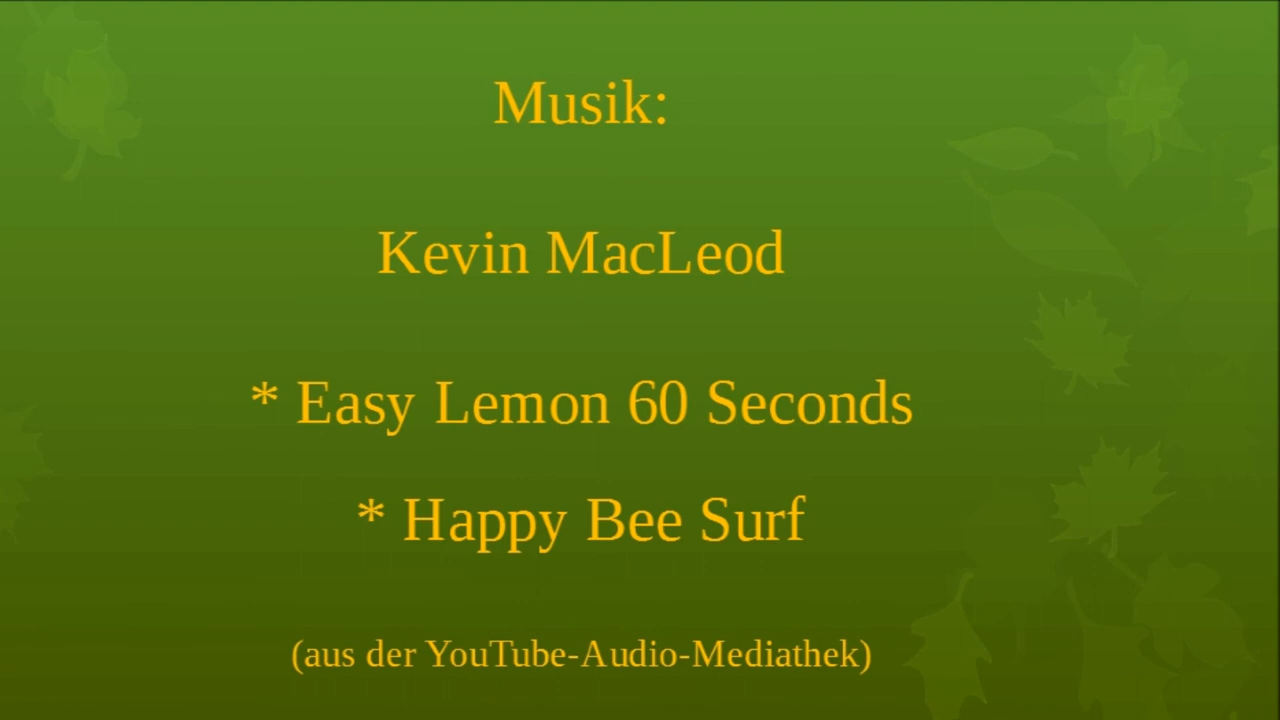 Musik:
Kevin MacLeod
* Easy Lemon 60 Seconds
* Happy Bee Surf
(aus der YouTube-Audio-Mediathek)